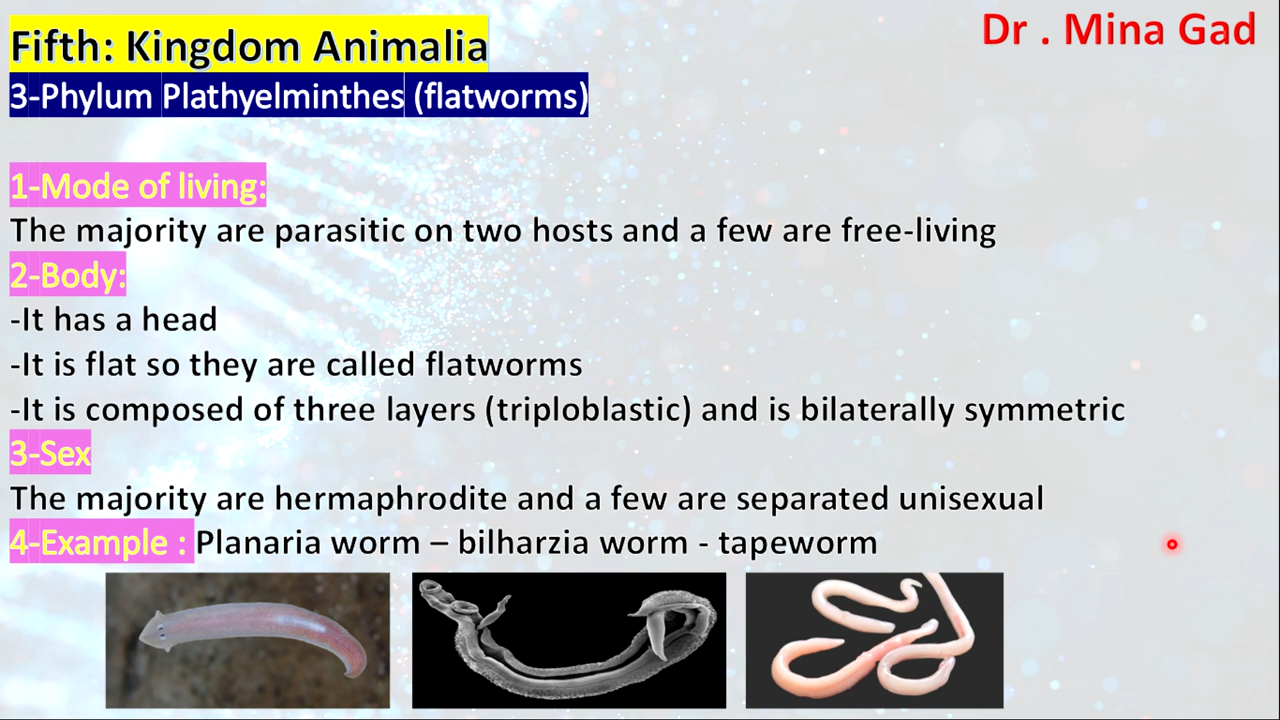 Dr . Mina Gad
Fifth: Kingdom Animalia
3-Phylum Plathyelminthes (flatworms)
1-Mode of living:
The majority are parasitic on two hosts and a few are free-living
2-Body:
-It has a head
-It is flat so they are called flatworms
-It is composed of three layers (triploblastic) and is bilaterally symmetric
3-Sex
The majority are hermaphrodite and a few are separated unisexual
4-Example : Planaria worm – bilharzia worm - tapeworm